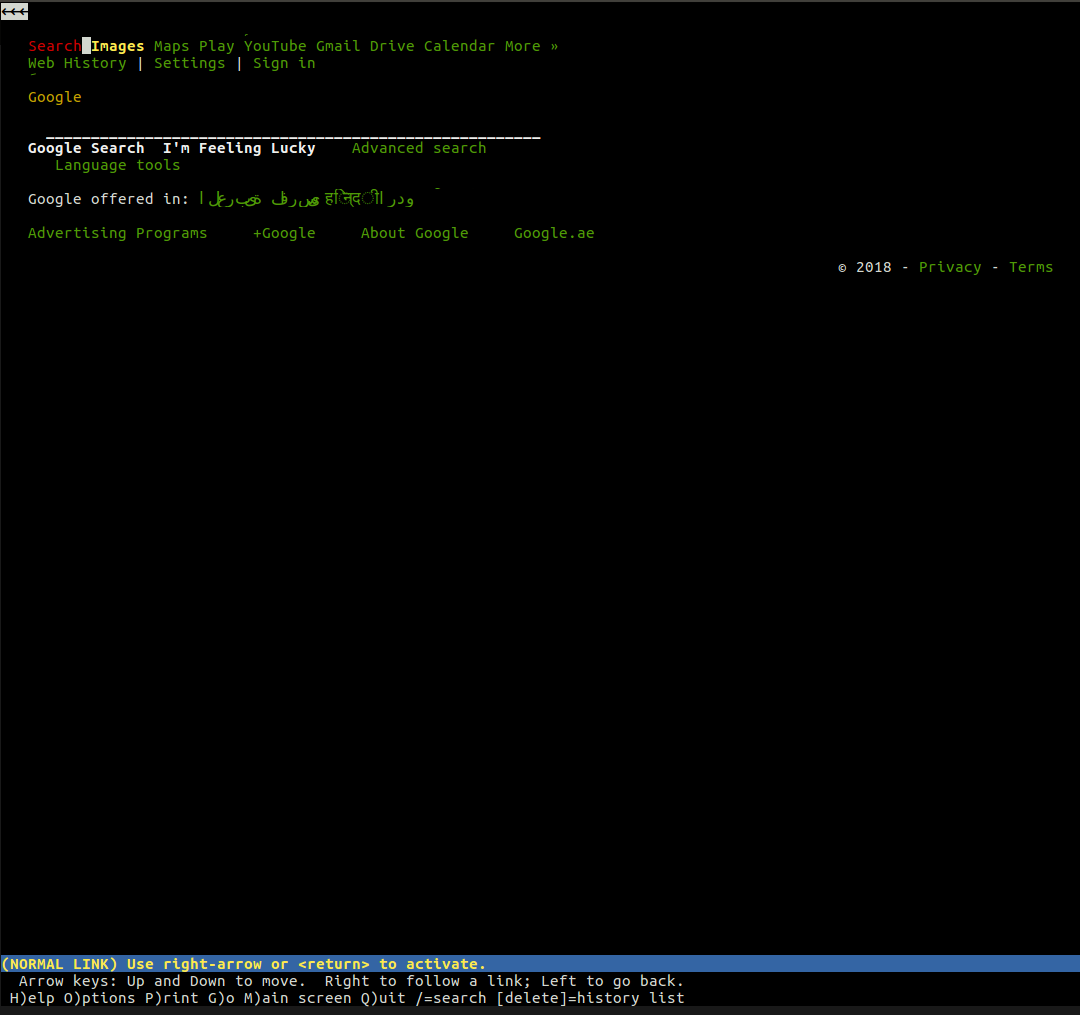 ←←←
Search Images Maps Play YouTube Gmail Drive Calendar More »
Web History | Settings | Sign in
Google
Google Search I'm Feeling Lucky Advanced search
Language tools
Google offered in:
Advertising Programs +Google About Google Google.ae
© 2018 - Privacy - Terms
(NORMAL LINK) Use right-arrow or <return> to activate.
Arrow keys: Up and Down to move. Right to follow a link; Left to go back.
H)elp O)ptions P)rint G)o M)ain screen Q)uit /=search [delete]=history list